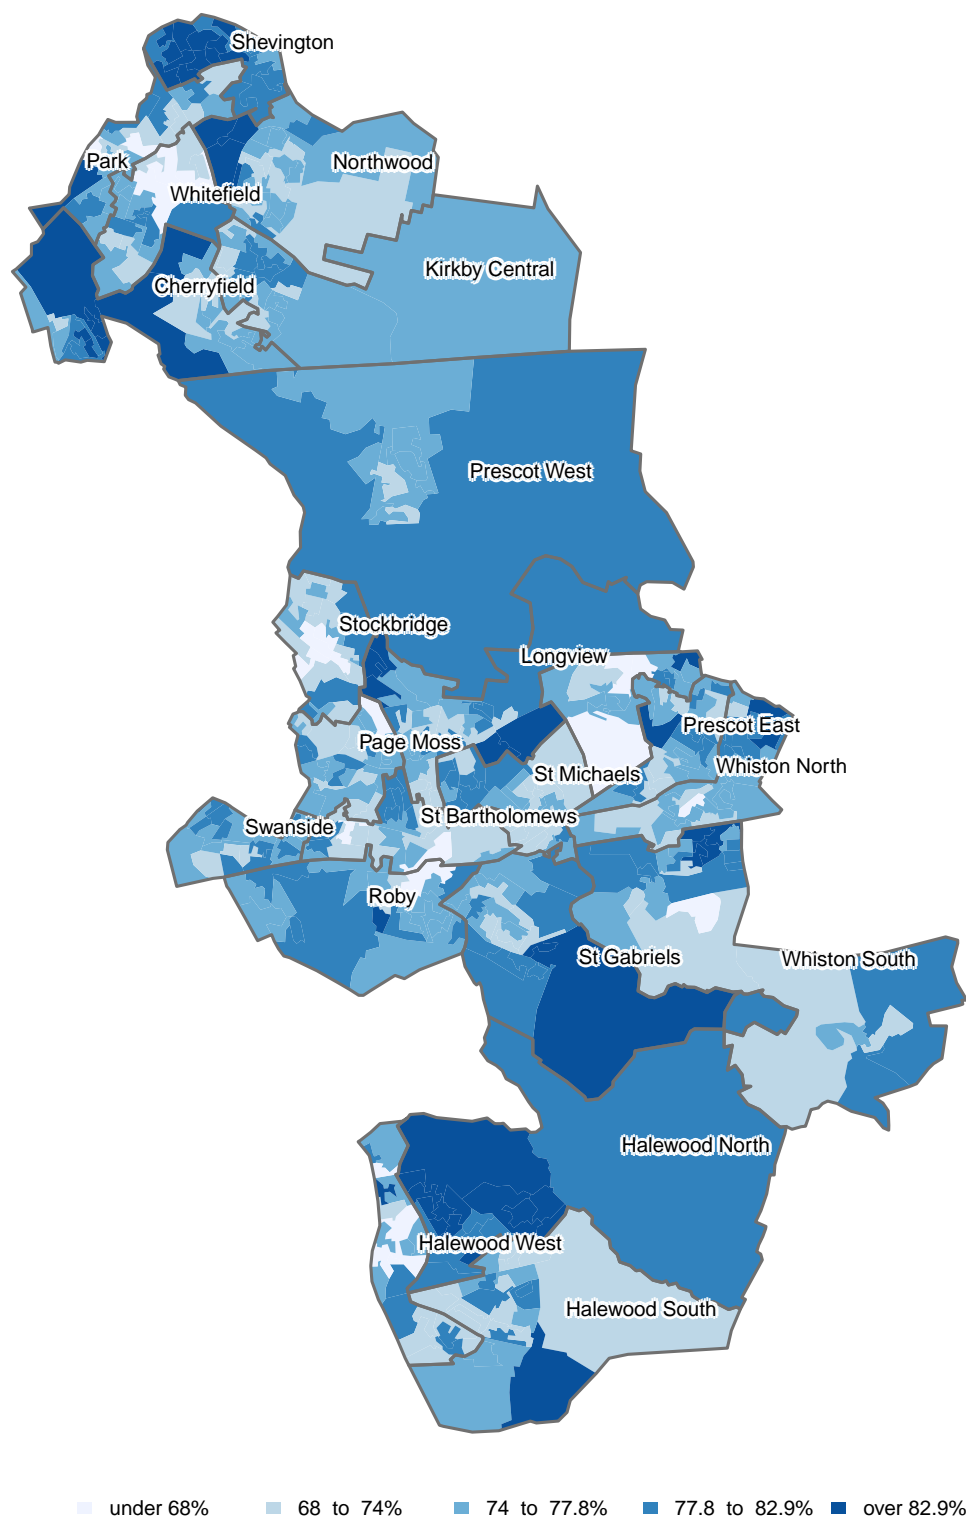 Shevington
Park
Northwood
Whitefield
Kirkby Central
Cherryfield
Prescot West
Stockbridge
Longview
Prescot East
Page Moss
Whiston North
St Michaels
St Bartholomews
Swanside
Roby
St Gabriels
Whiston South
Halewood North
Halewood West
Halewood South
under 68% 68 to 74% 74 to 77.8% 77.8 to 82.9% over 82.9%